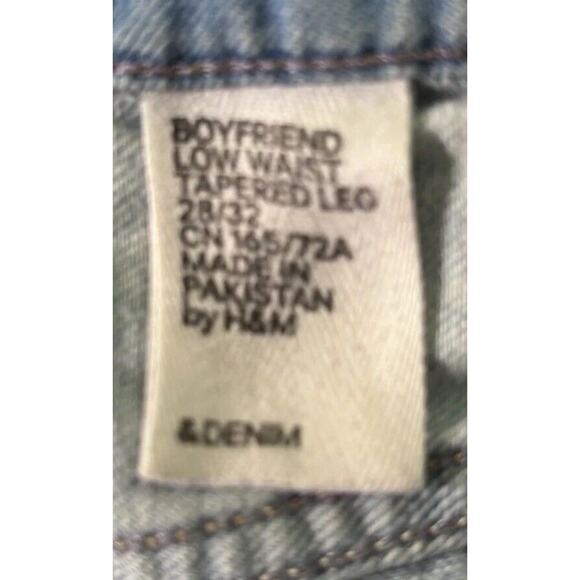 BOYFRIEND
LOW WAIST
TAPERED LEG
28/32
CN 165/72A
MADE IN
PAKISTAN
by H&M
&DENIM